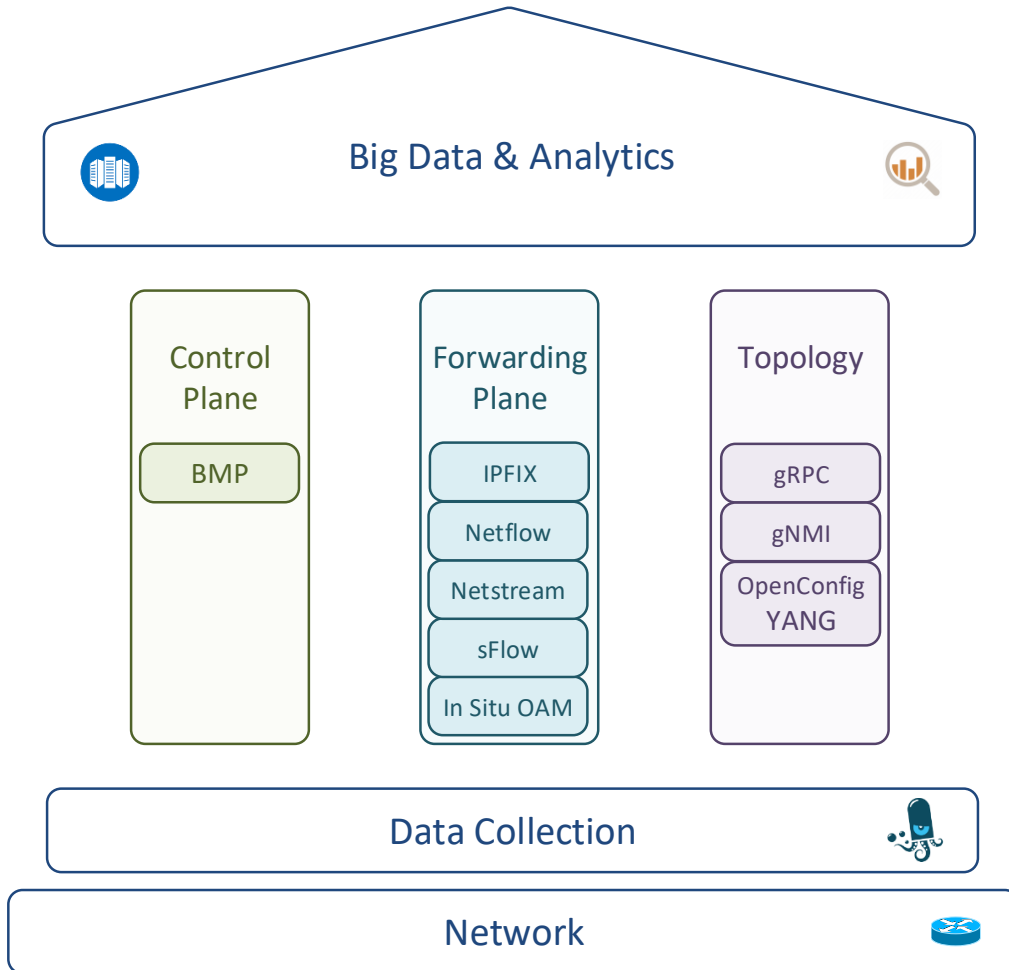 Big Data & Analytics
Control
Plane
BMP
Forwarding
Plane
IPFIX
Netflow
Netstream
sFlow
In Situ OAM
Topology
gRPC
gNMI
OpenConfig
YANG
Data Collection
Network